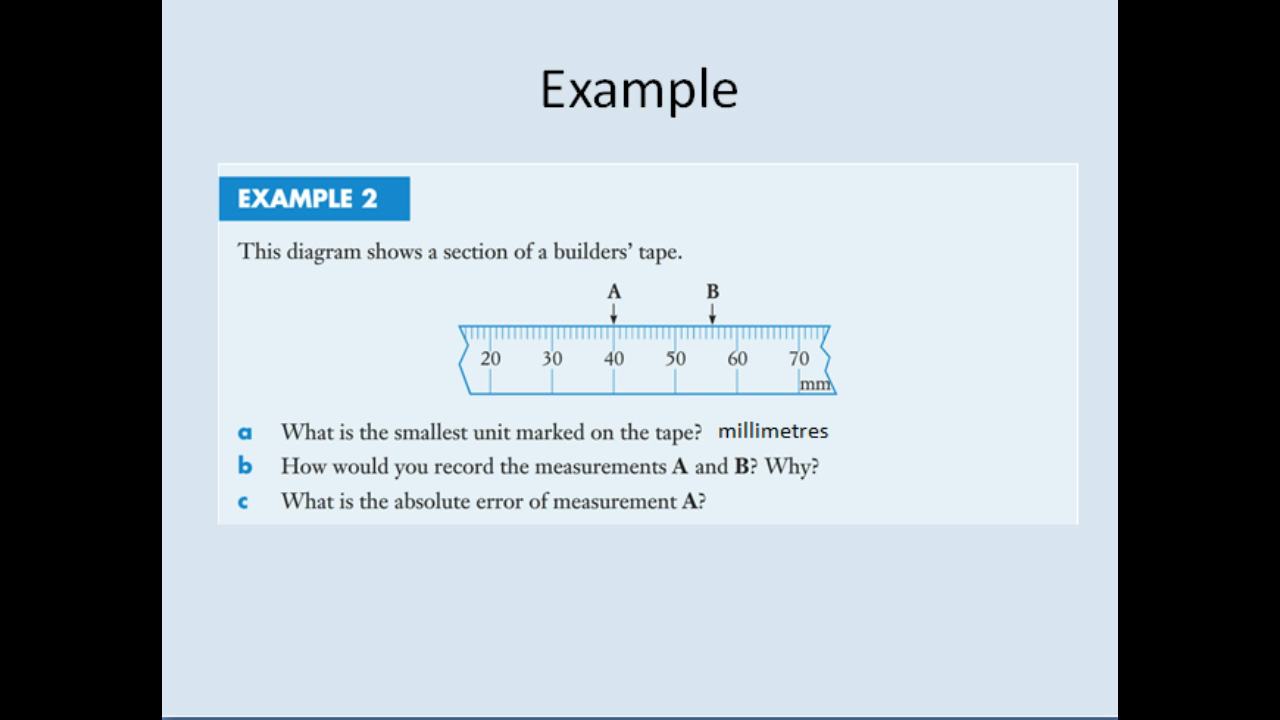 Example
EXAMPLE 2
This diagram shows a section of a builders’ tape.
A B
20 30 40 50 60 70
mm
a What is the smallest unit marked on the tape? millimetres
b How would you record the measurements A and B? Why?
c What is the absolute error of measurement A?